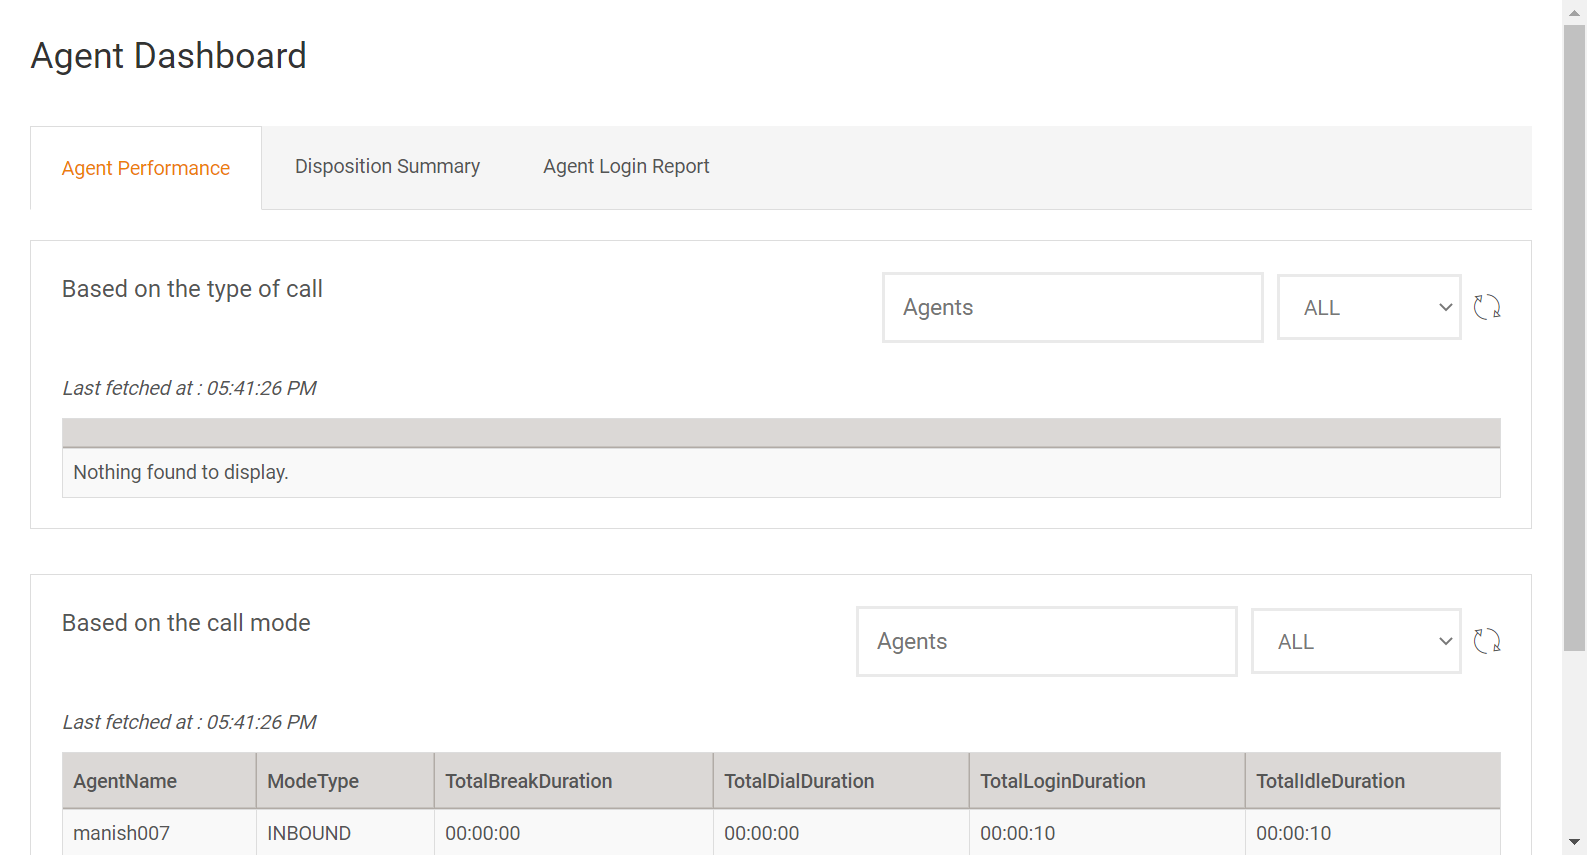 Agent Dashboard
Agent Performance Disposition Summary Agent Login Report
Based on the type of call Agents ALL
Last fetched at : 05:41:26 PM
Nothing found to display.
Based on the call mode Agents ALL
Last fetched at : 05:41:26 PM
AgentName ModeType TotalBreakDuration TotalDialDuration TotalLoginDuration TotalIdleDuration
manish007 INBOUND 00:00:00 00:00:00 00:00:10 00:00:10